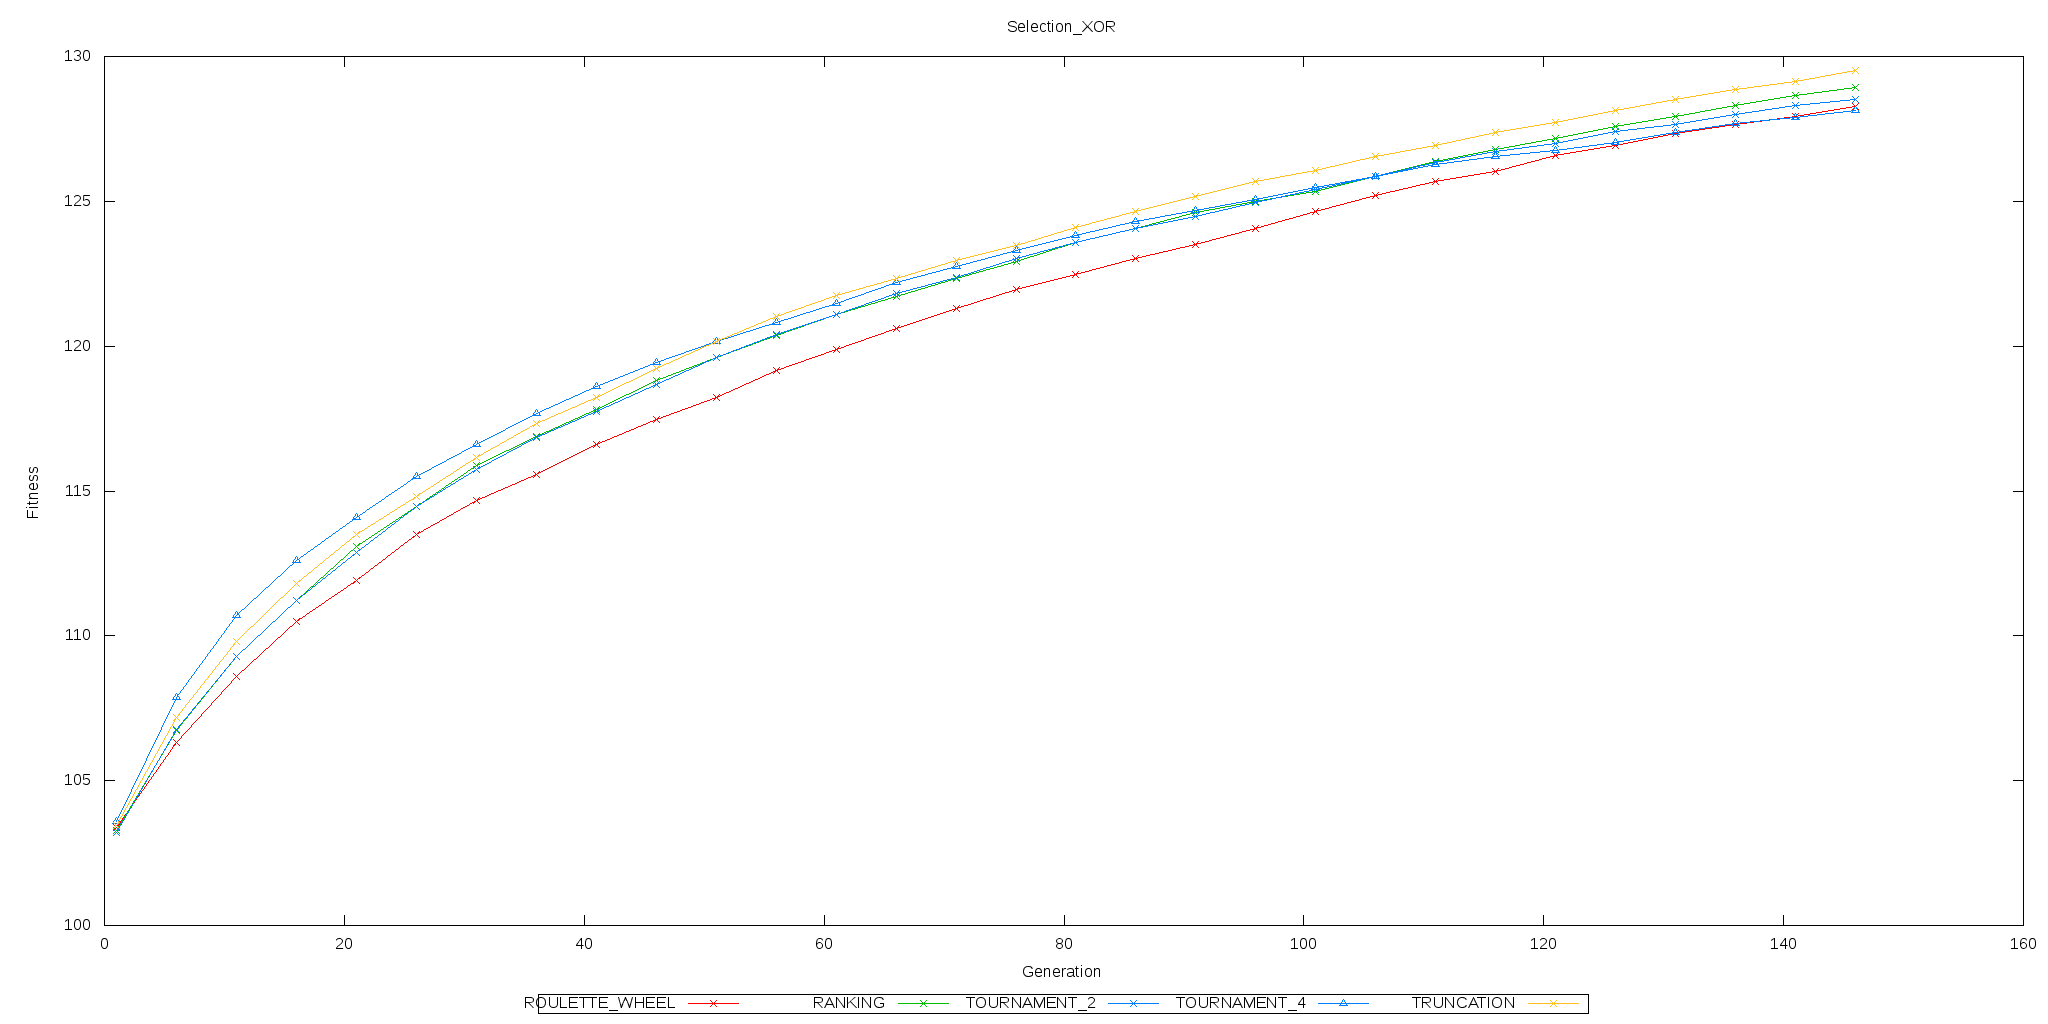 Selection_XOR
130
125
120
115
110
105
100
Fitness
0 20 40 60 80 100 120 140 160
Generation
ROULETTE_WHEEL RANKING TOURNAMENT_2 TOURNAMENT_4 TRUNCATION